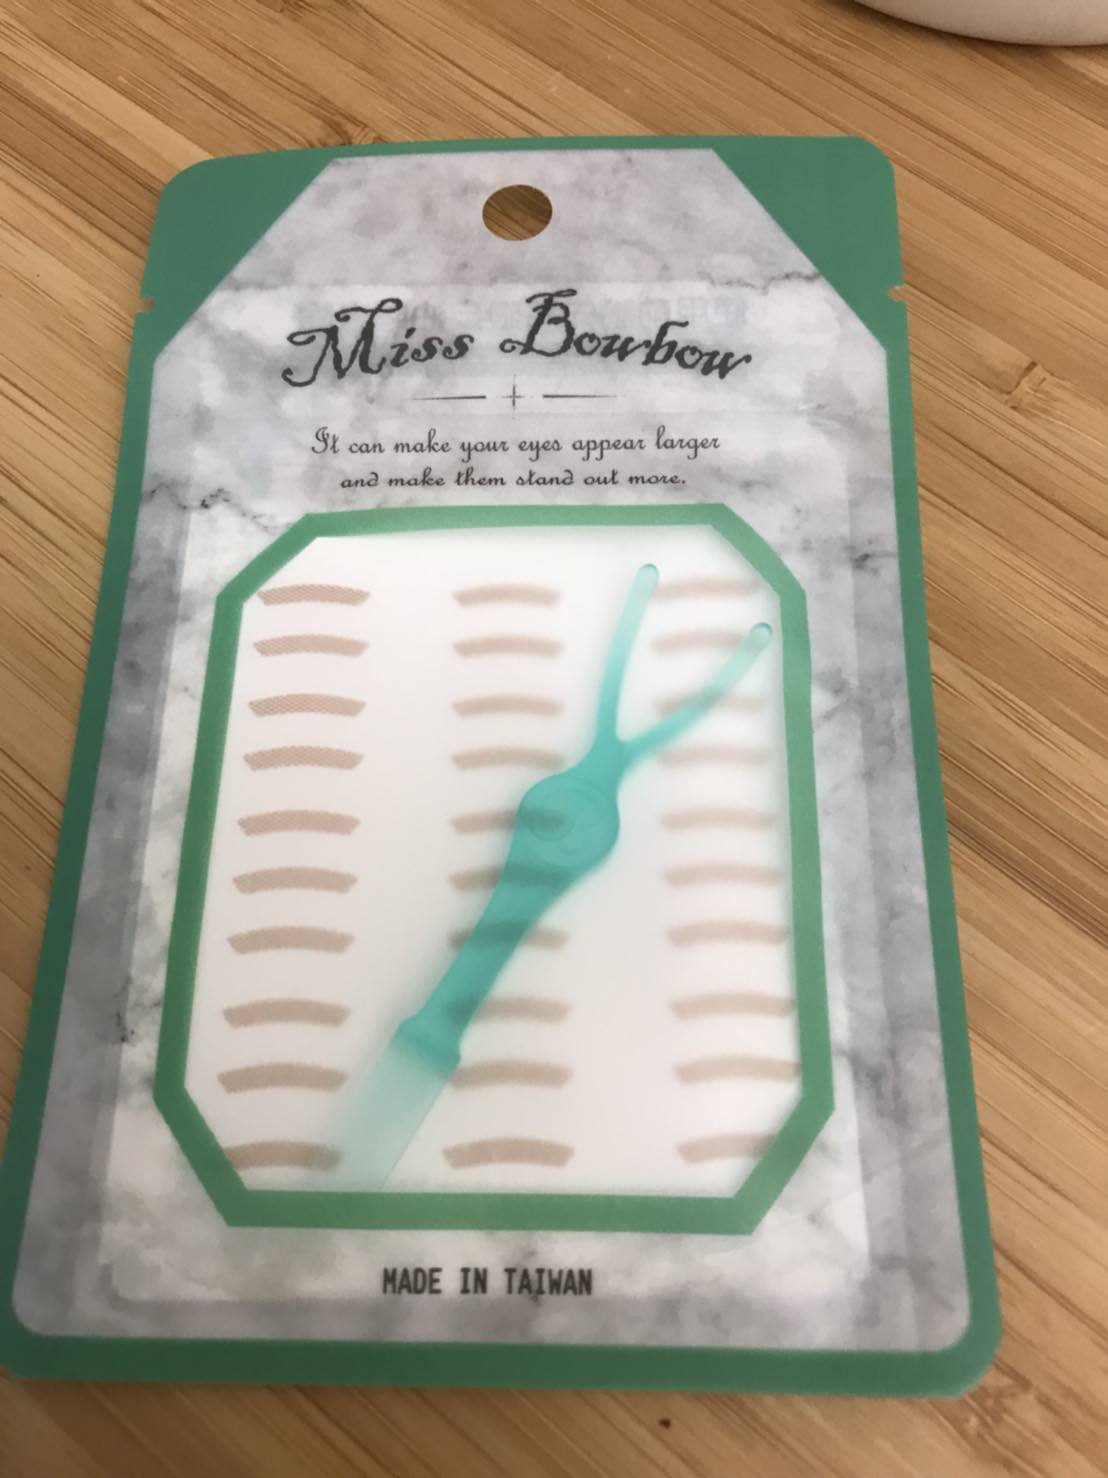 Miss Bowbow
It can make your eyes appear larger
and make them stand out more.
MADE IN TAIWAN